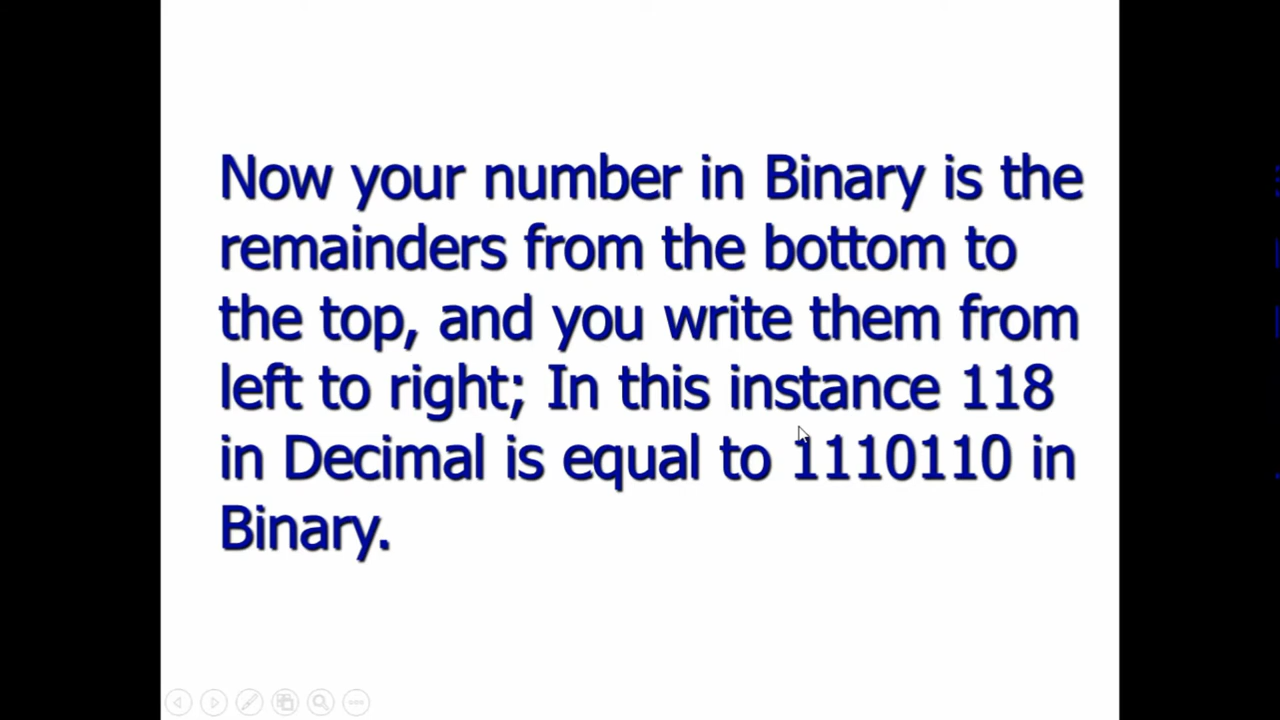 Now your number in Binary is the
remainders from the bottom to
the top, and you write them from
left to right; In this instance 118
in Decimal is equal to 1110110 in
Binary.